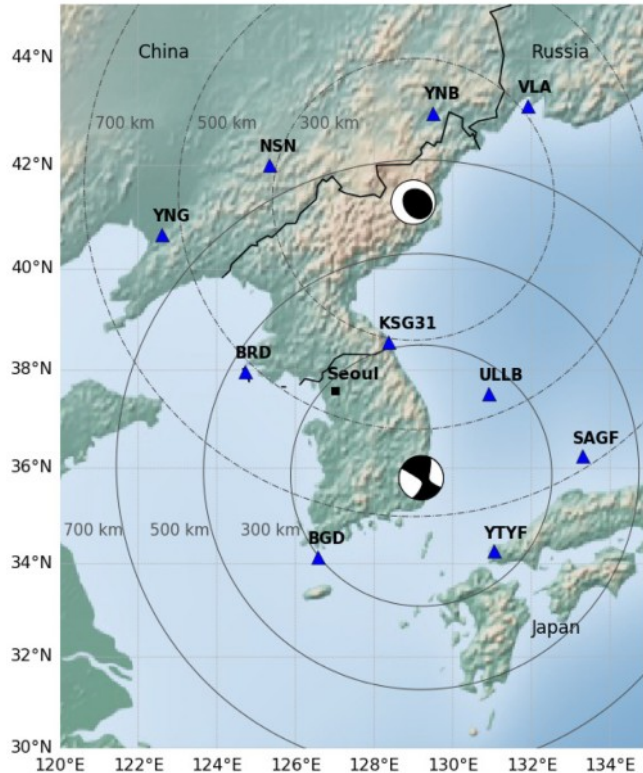 44°N
China
Russia
YNB
VLA
700 km
500 km
300 km
42°N
NSN
YNG
40°N
KSG31
38°N
BRD
Seoul
ULLB
36°N
SAGF
700 km
500 km
300 km
BGD
YTYF
34°N
32°N
Japan
30°N
120°E
122°E
124°E
126°E
128°E
130°E
132°E
134°E